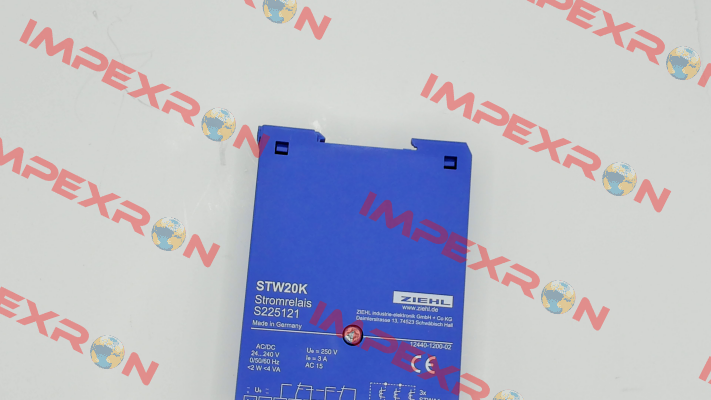 IMPEXRON
IMPEXRON
IMPEXRON
IMPEXRON
IMPEXRON
STW20K
Stromrelais
S225121
Made in Germany
ZIEHL
www.ziehl.de
ZIEHL industrie-elektronik GmbH + Co KG
Daimlerstrasse 13, 74523 Schwäbisch Hall
12440-1200-02
CE
AC/DC
24...240 V
0/50/60 Hz
<2 W <4 VA
Ue = 250 V
Ie = 3 A
AC 15
3x